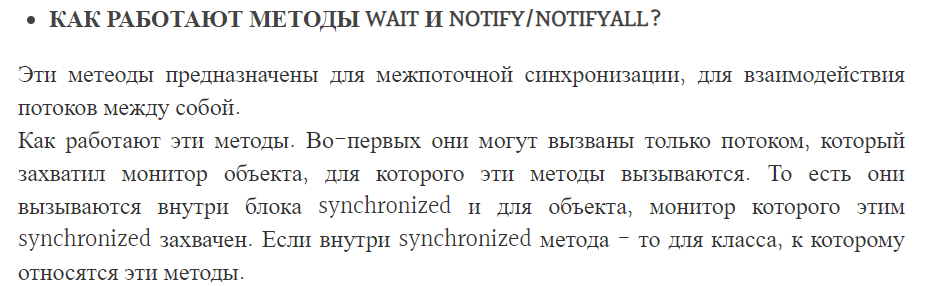 • КАК РАБОТАЮТ МЕТОДЫ WAIT И NOTIFY/NOTIFYALL?
Эти метеоды предназначены для межпоточной синхронизации, для взаимодействия
потоков между собой.
Как работают эти методы. Во-первых они могут вызваны только потоком, который
захватил монитор объекта, для которого эти методы вызываются. То есть они
вызываются внутри блока synchronized и для объекта, монитор которого этим
synchronized захвачен. Если внутри synchronized метода - то для класса, к которому
относятся эти методы.